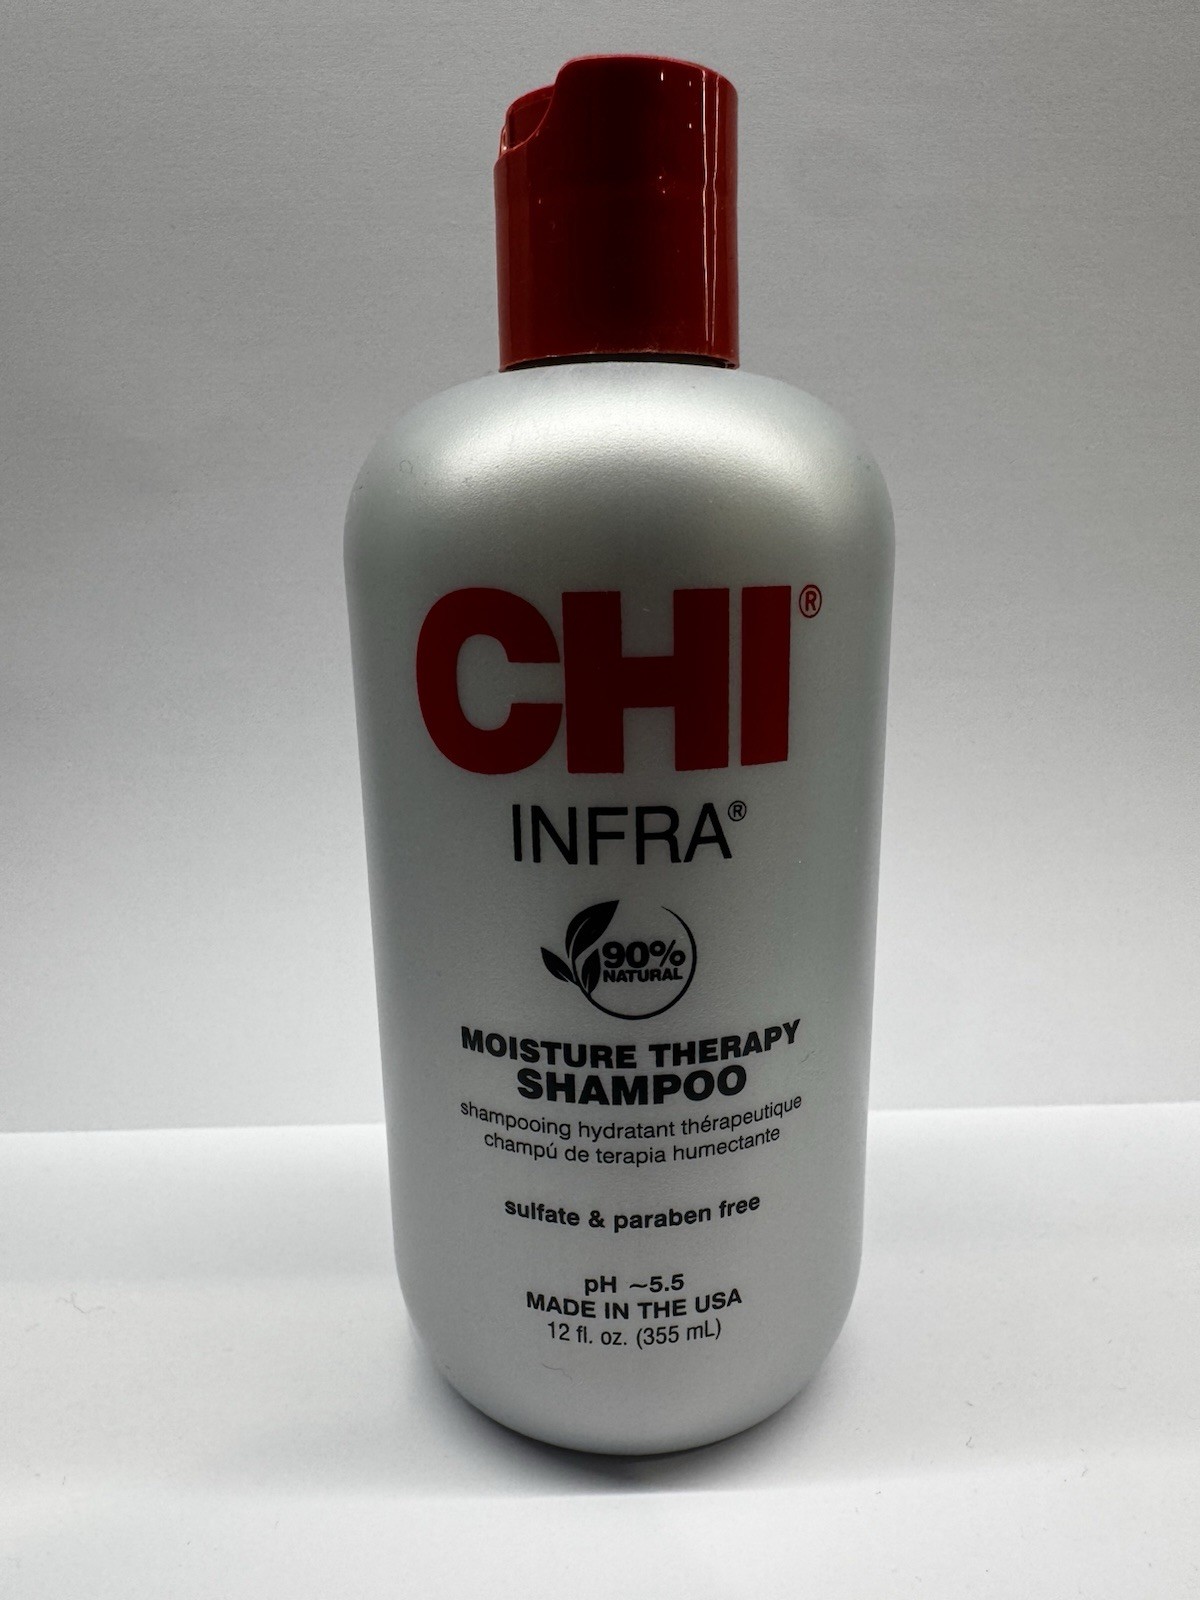 CHI®
INFRA®
90%
NATURAL
MOISTURE THERAPY
SHAMPOO
shampooing hydratant thérapeutique
champú de terapia humectante
sulfate & paraben free
pH ~5.5
MADE IN THE USA
12 fl. oz. (355 mL)